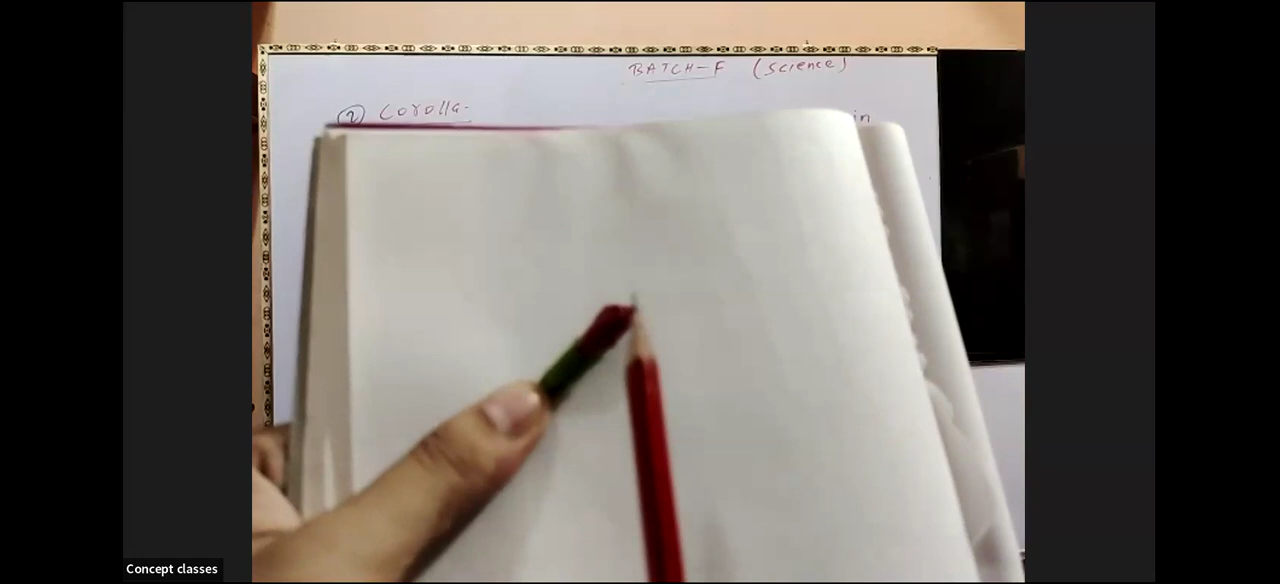 BATCH-F (Science)
② Corolla-
in
Concept classes